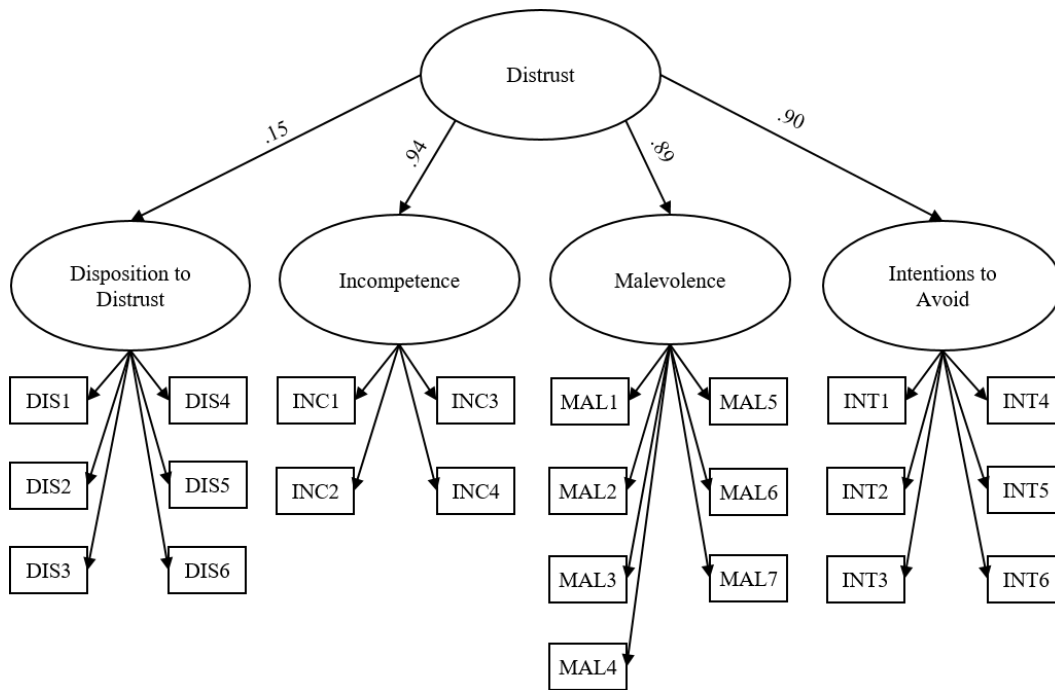 Distrust
.15
.94
.89
.90
Disposition to
Distrust
Incompetence
Malevolence
Intentions to
Avoid
DIS1
DIS4
INC1
INC3
MAL1
MAL5
INT1
INT4
DIS2
DIS5
INC2
INC4
MAL2
MAL6
INT2
INT5
DIS3
DIS6
MAL3
MAL7
INT3
INT6
MAL4